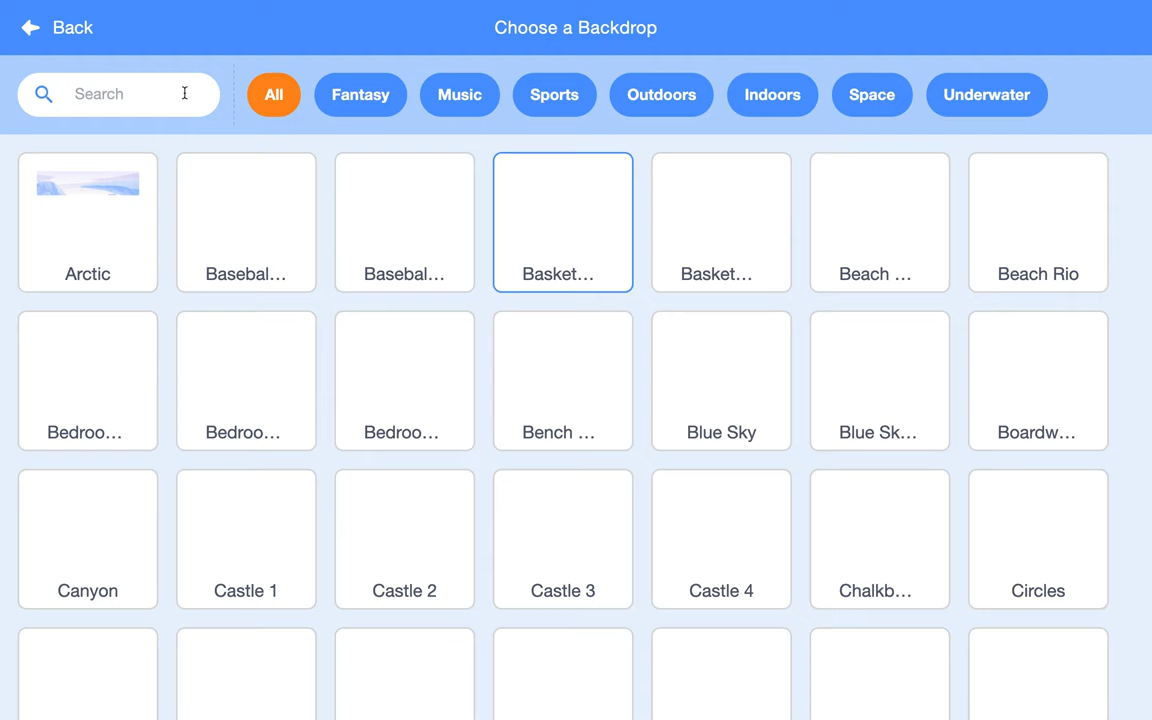 Back
Choose a Backdrop
Search
All
Fantasy
Music
Sports
Outdoors
Indoors
Space
Underwater
Arctic
Basebal...
Basebal...
Basket...
Basket...
Beach ...
Beach Rio
Bedroo...
Bedroo...
Bedroo...
Bench ...
Blue Sky
Blue Sk...
Boardw...
Canyon
Castle 1
Castle 2
Castle 3
Castle 4
Chalkb...
Circles